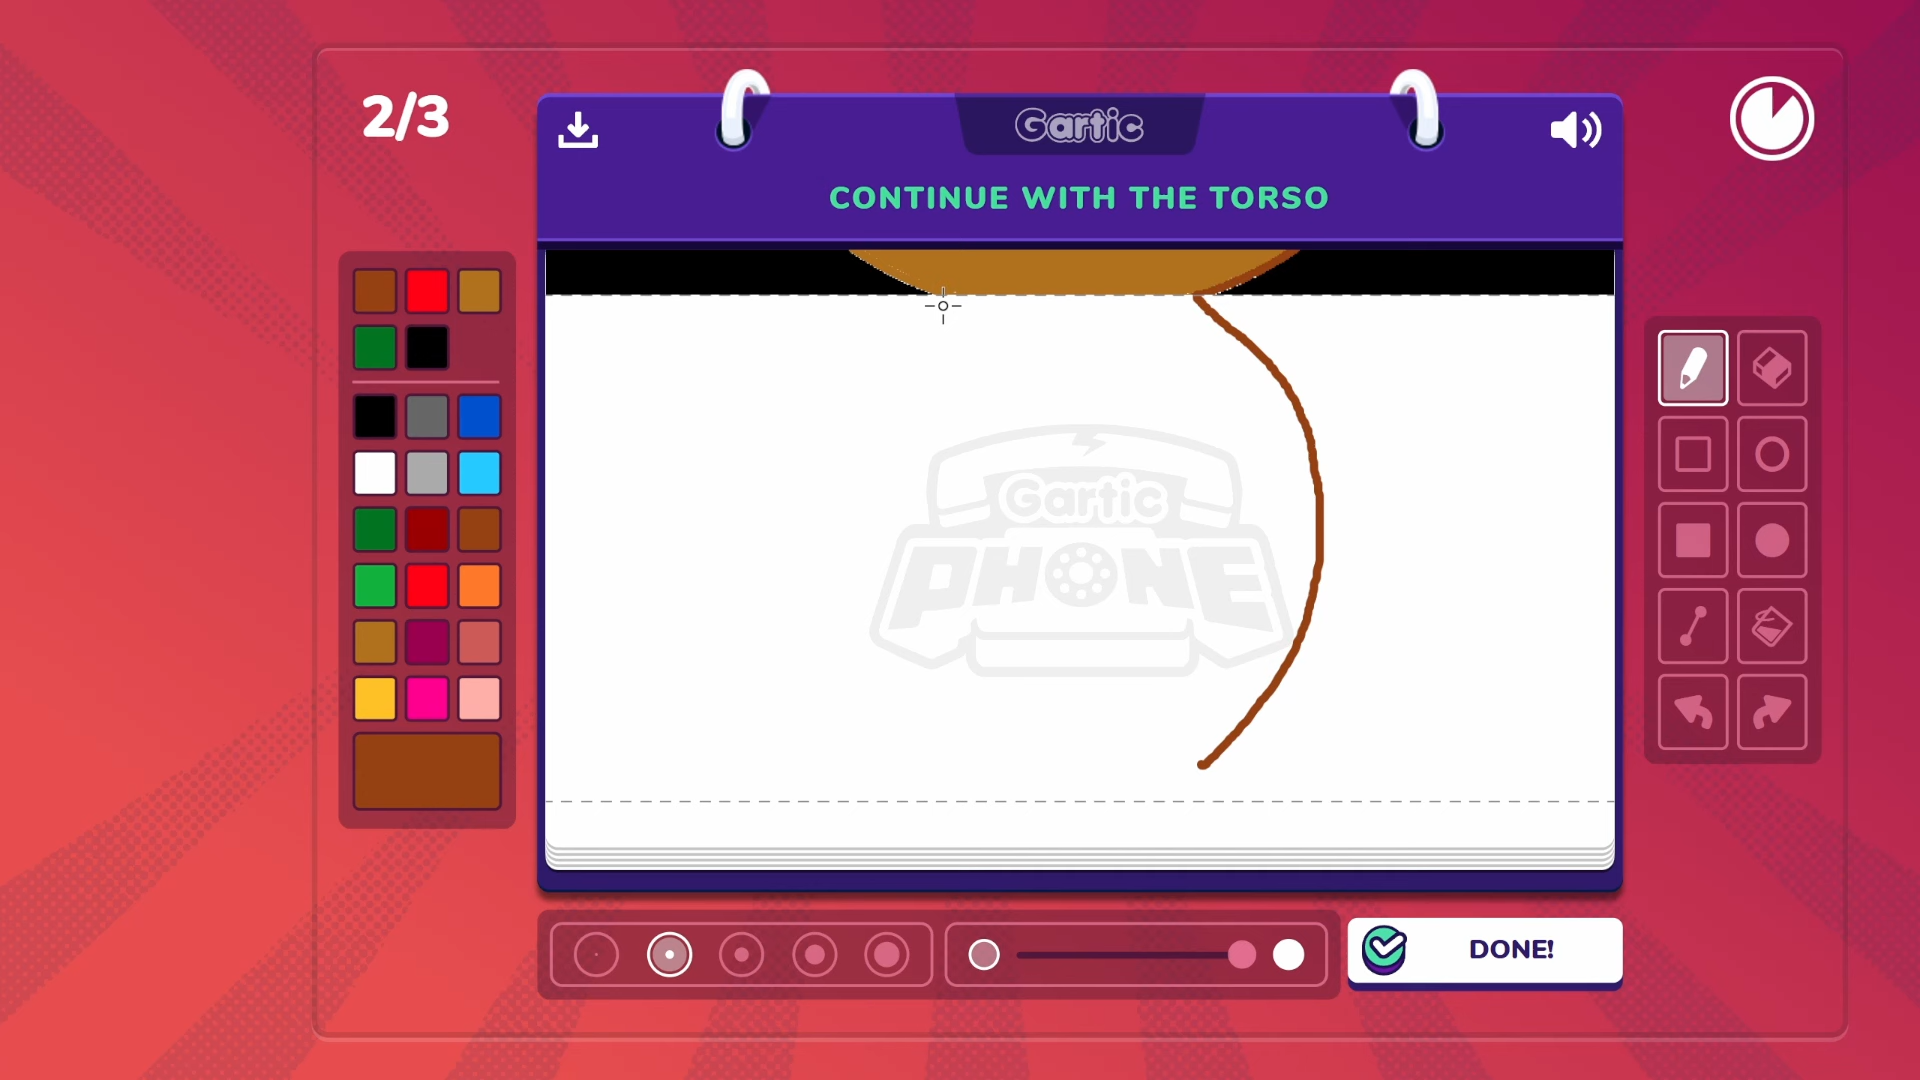 2/3
Gartic
CONTINUE WITH THE TORSO
Gartic
PHONE
DONE!